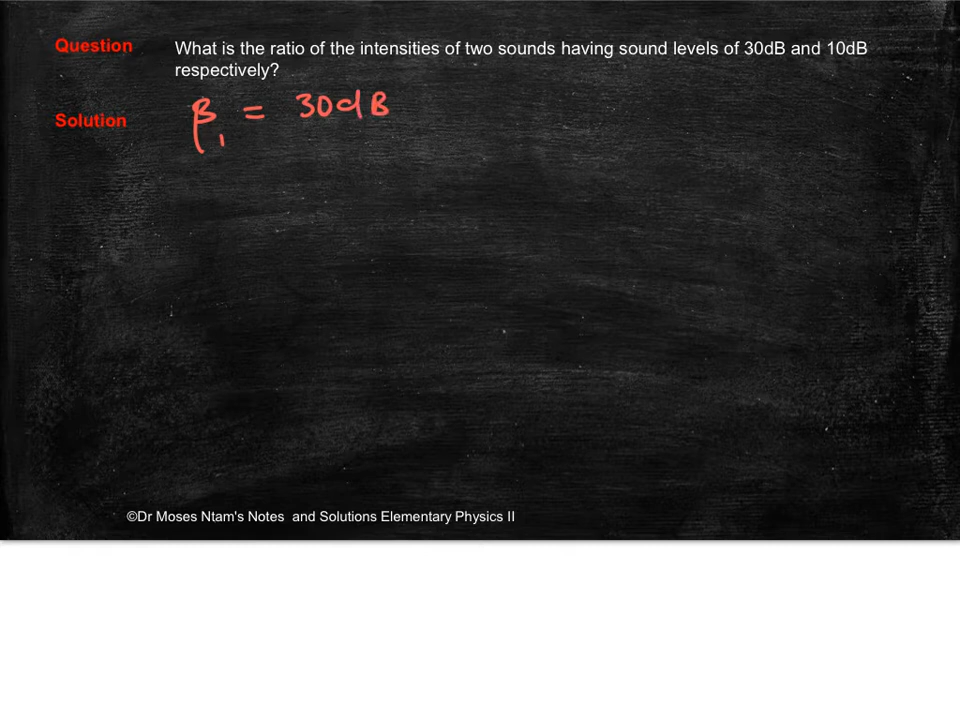 Question What is the ratio of the intensities of two sounds having sound levels of 30dB and 10dB
respectively?
Solution β₁ = 30dB
©Dr Moses Ntam's Notes and Solutions Elementary Physics II